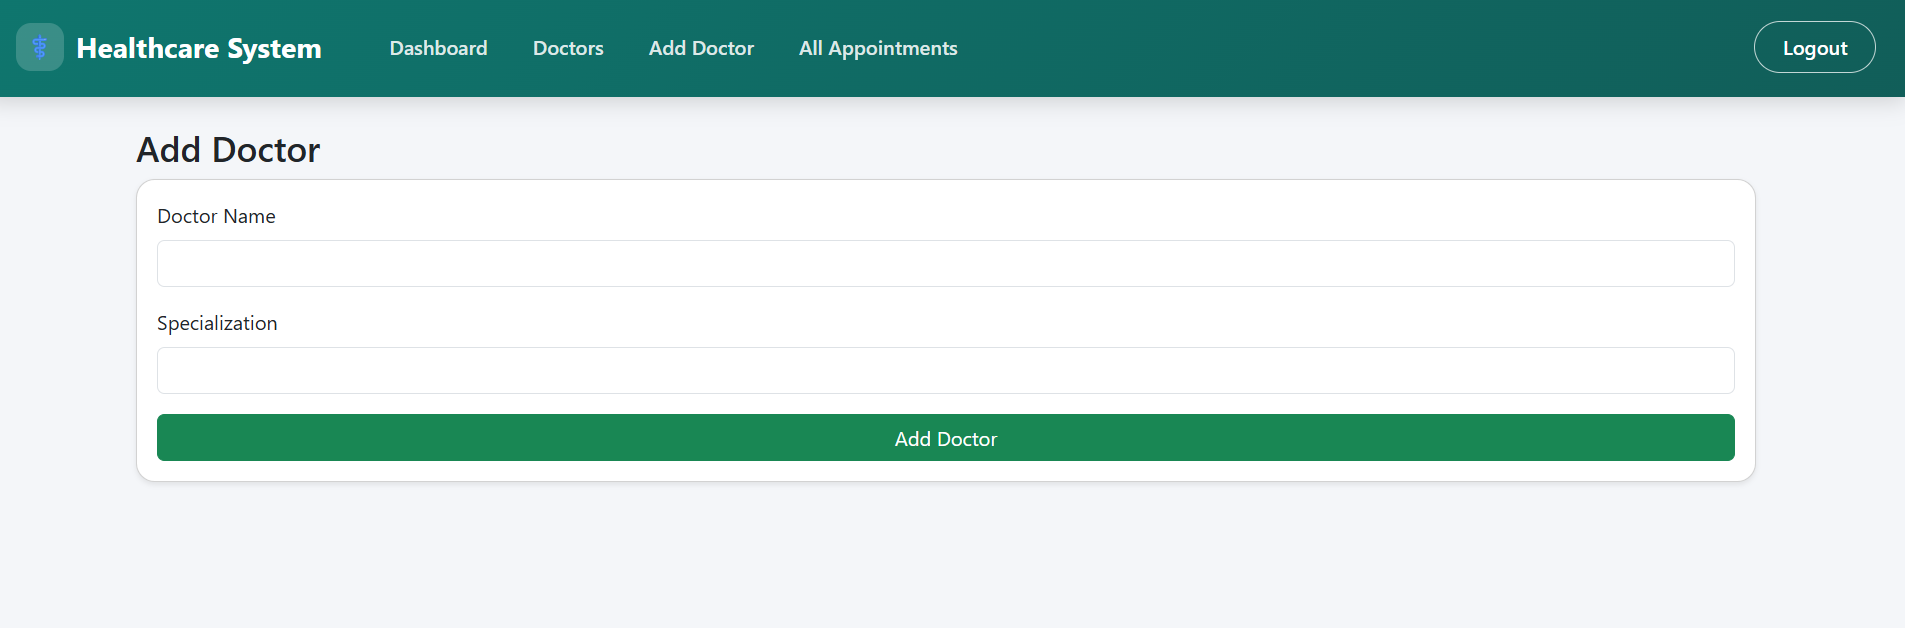 Healthcare System Dashboard Doctors Add Doctor All Appointments Logout
Add Doctor
Doctor Name
Specialization
Add Doctor